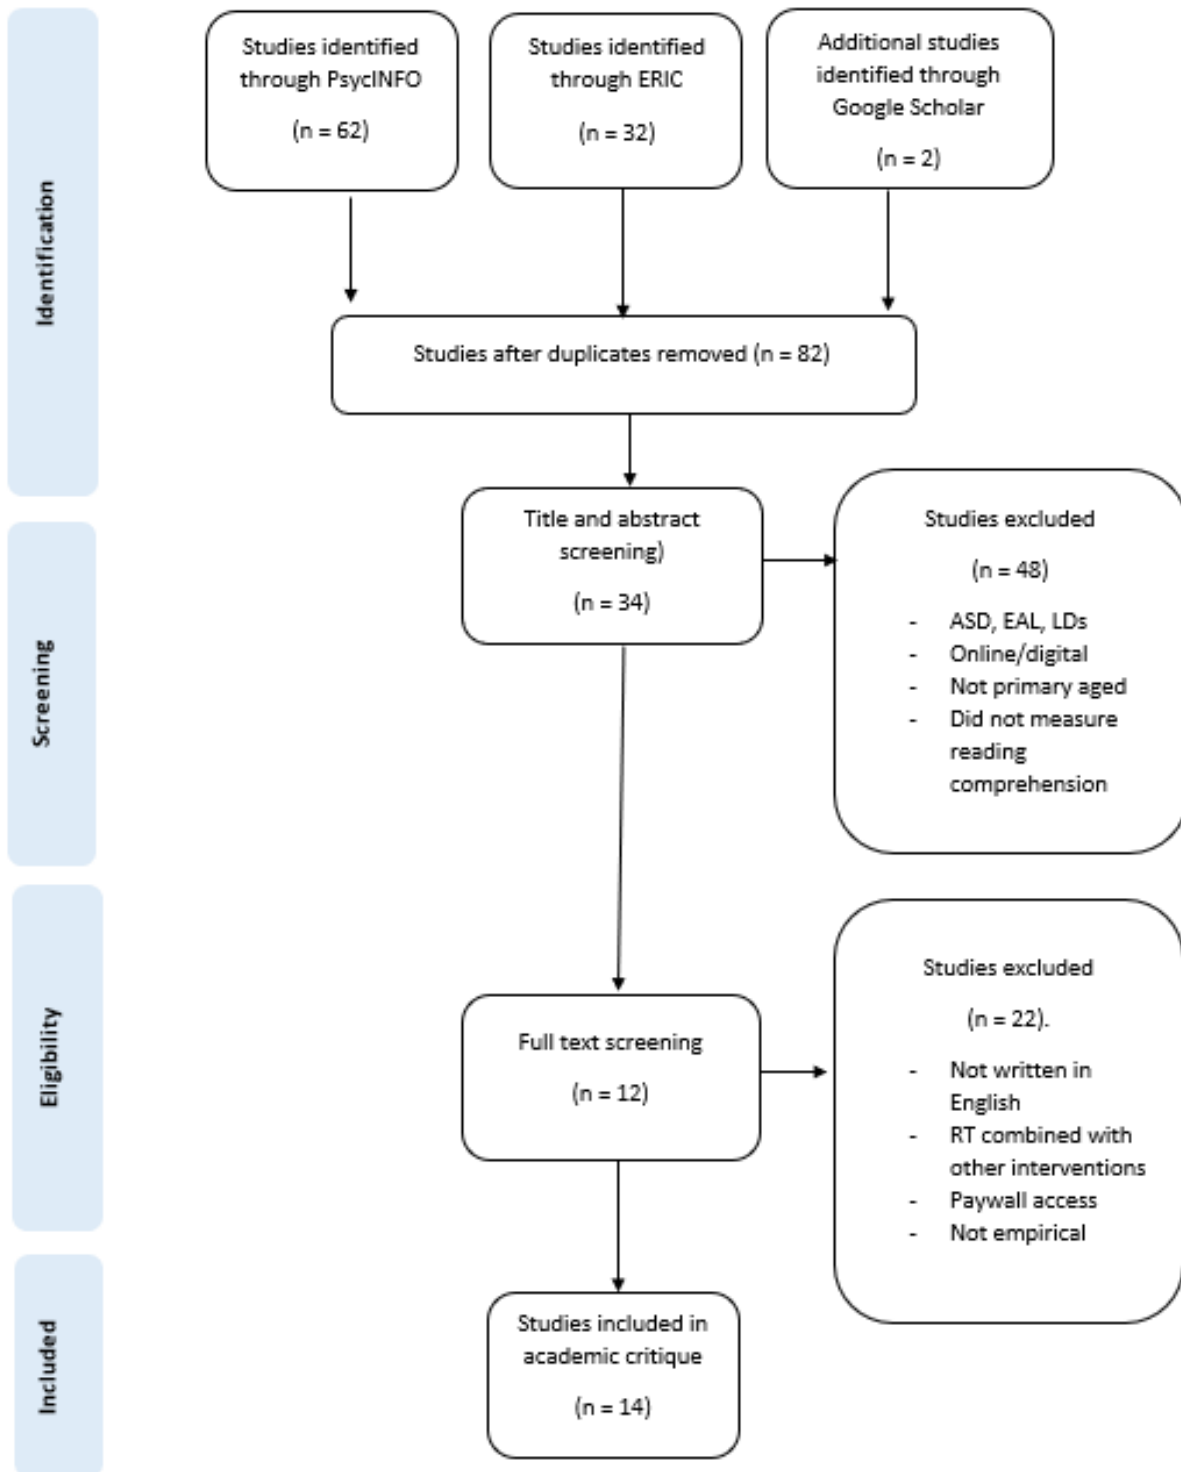 Studies identified
through PsycINFO
(n = 62)
Studies identified
through ERIC
(n = 32)
Additional studies
identified through
Google Scholar
(n = 2)
Identification
Studies after duplicates removed (n = 82)
Title and abstract
screening)
(n = 34)
Studies excluded
(n = 48)
- ASD, EAL, LDs
- Online/digital
- Not primary aged
- Did not measure
reading
comprehension
Screening
Full text screening
(n = 12)
Studies excluded
(n = 22).
- Not written in
English
- RT combined with
other interventions
- Paywall access
- Not empirical
Eligibility
Studies included in
academic critique
(n = 14)
Included